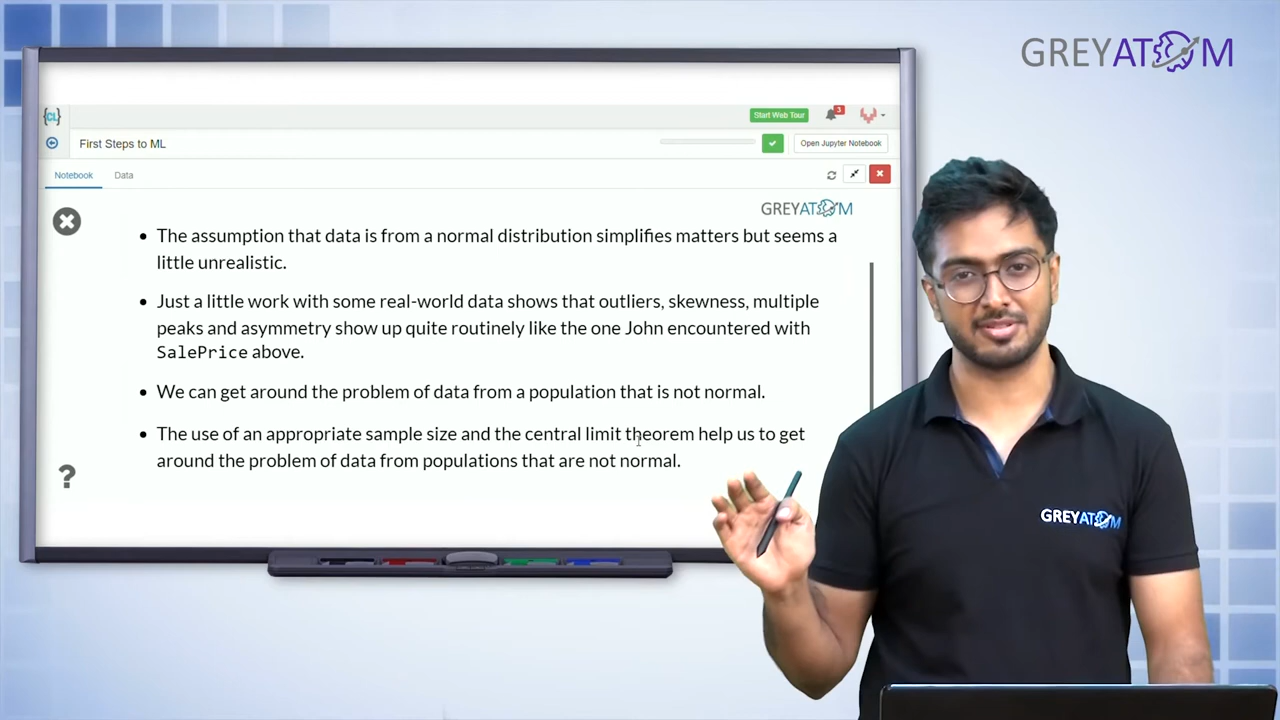 GREYATOM
Start Web Tour
3
{CL}
First Steps to ML
Open Jupyter Notebook
Notebook
Data
GREYATOM
• The assumption that data is from a normal distribution simplifies matters but seems a
little unrealistic.
• Just a little work with some real-world data shows that outliers, skewness, multiple
peaks and asymmetry show up quite routinely like the one John encountered with
SalePrice above.
• We can get around the problem of data from a population that is not normal.
• The use of an appropriate sample size and the central limit theorem help us to get
around the problem of data from populations that are not normal.
?
GREYATOM